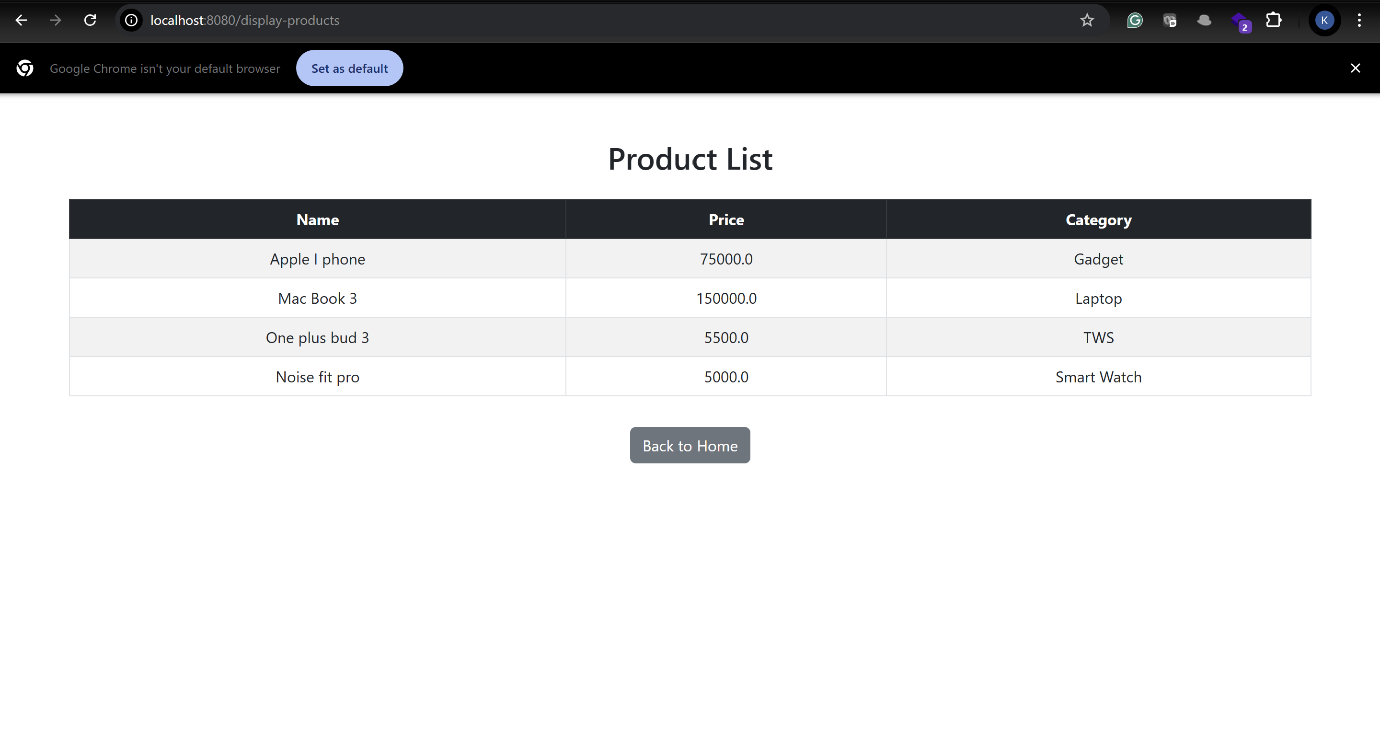 localhost:8080/display-products
2
K
Google Chrome isn't your default browser Set as default
Product List
Name Price Category
Apple I phone 75000.0 Gadget
Mac Book 3 150000.0 Laptop
One plus bud 3 5500.0 TWS
Noise fit pro 5000.0 Smart Watch
Back to Home